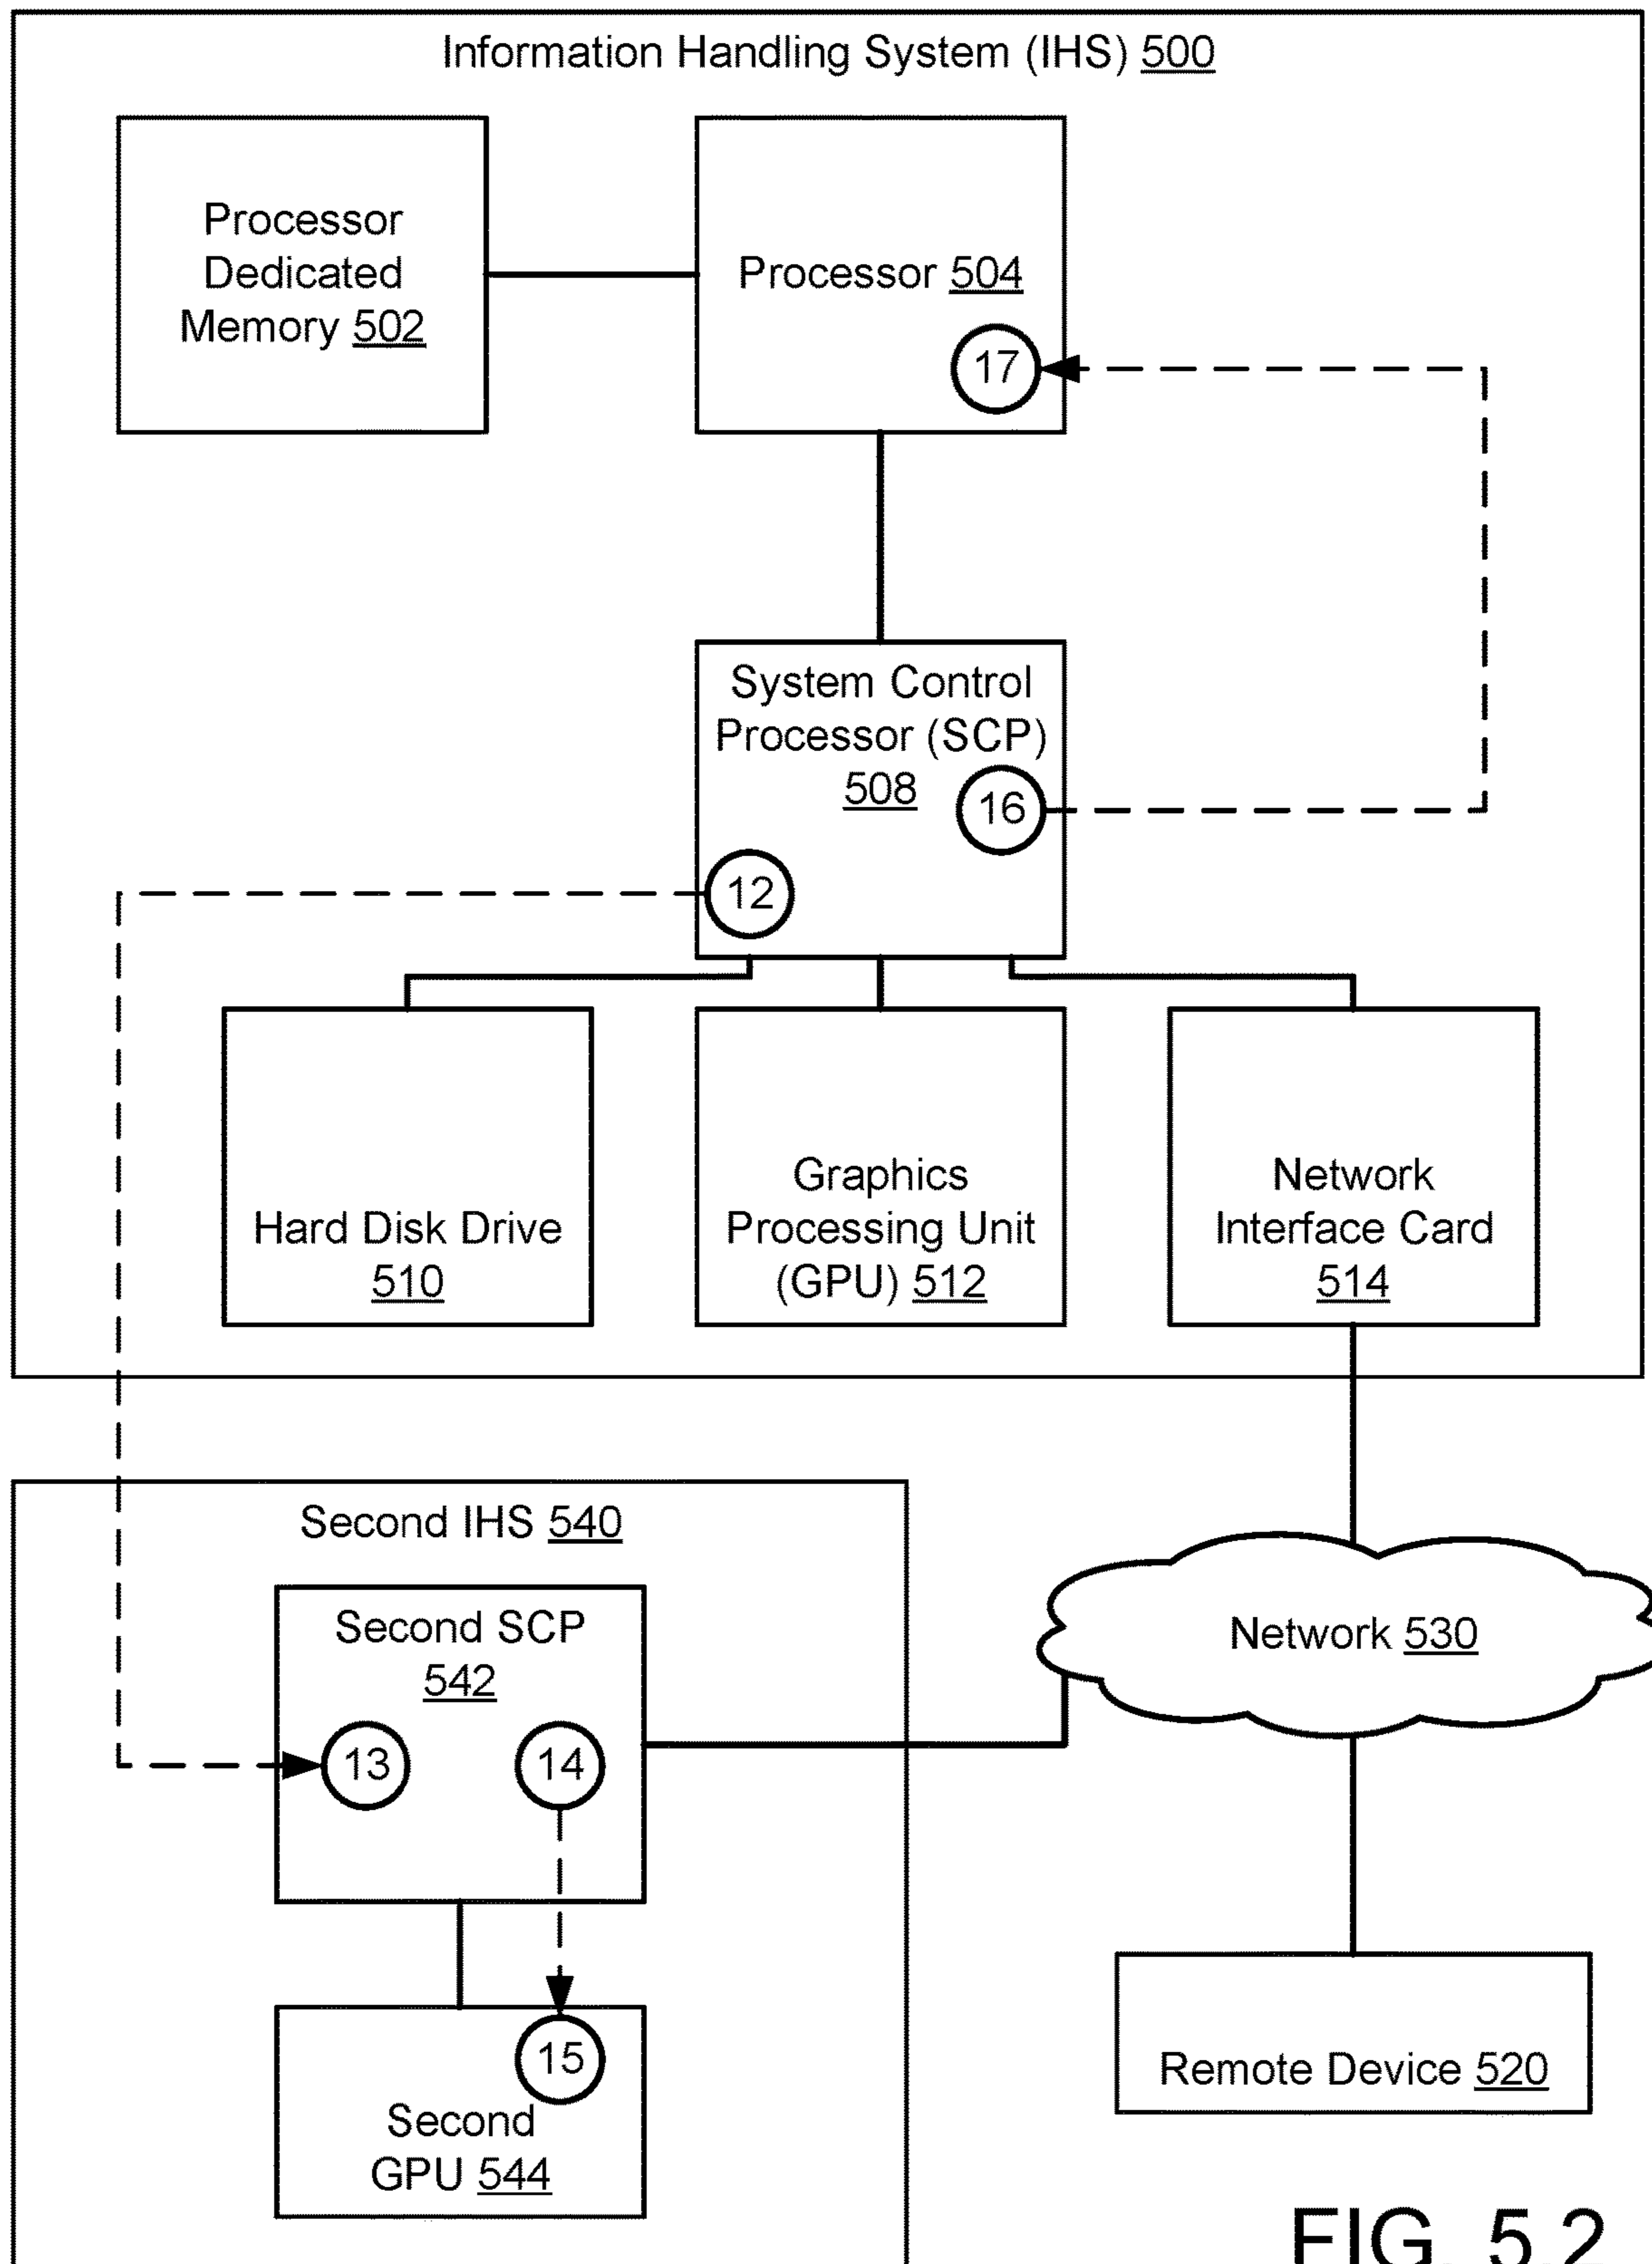 Information Handling System (IHS) 500
Processor
Dedicated
Memory 502
Processor 504
17
System Control
Processor (SCP)
508
16
12
Hard Disk Drive
510
Graphics
Processing Unit
(GPU) 512
Network
Interface Card
514
Second IHS 540
Second SCP
542
13
14
Network 530
15
Second
GPU 544
Remote Device 520
FIG. 5.2